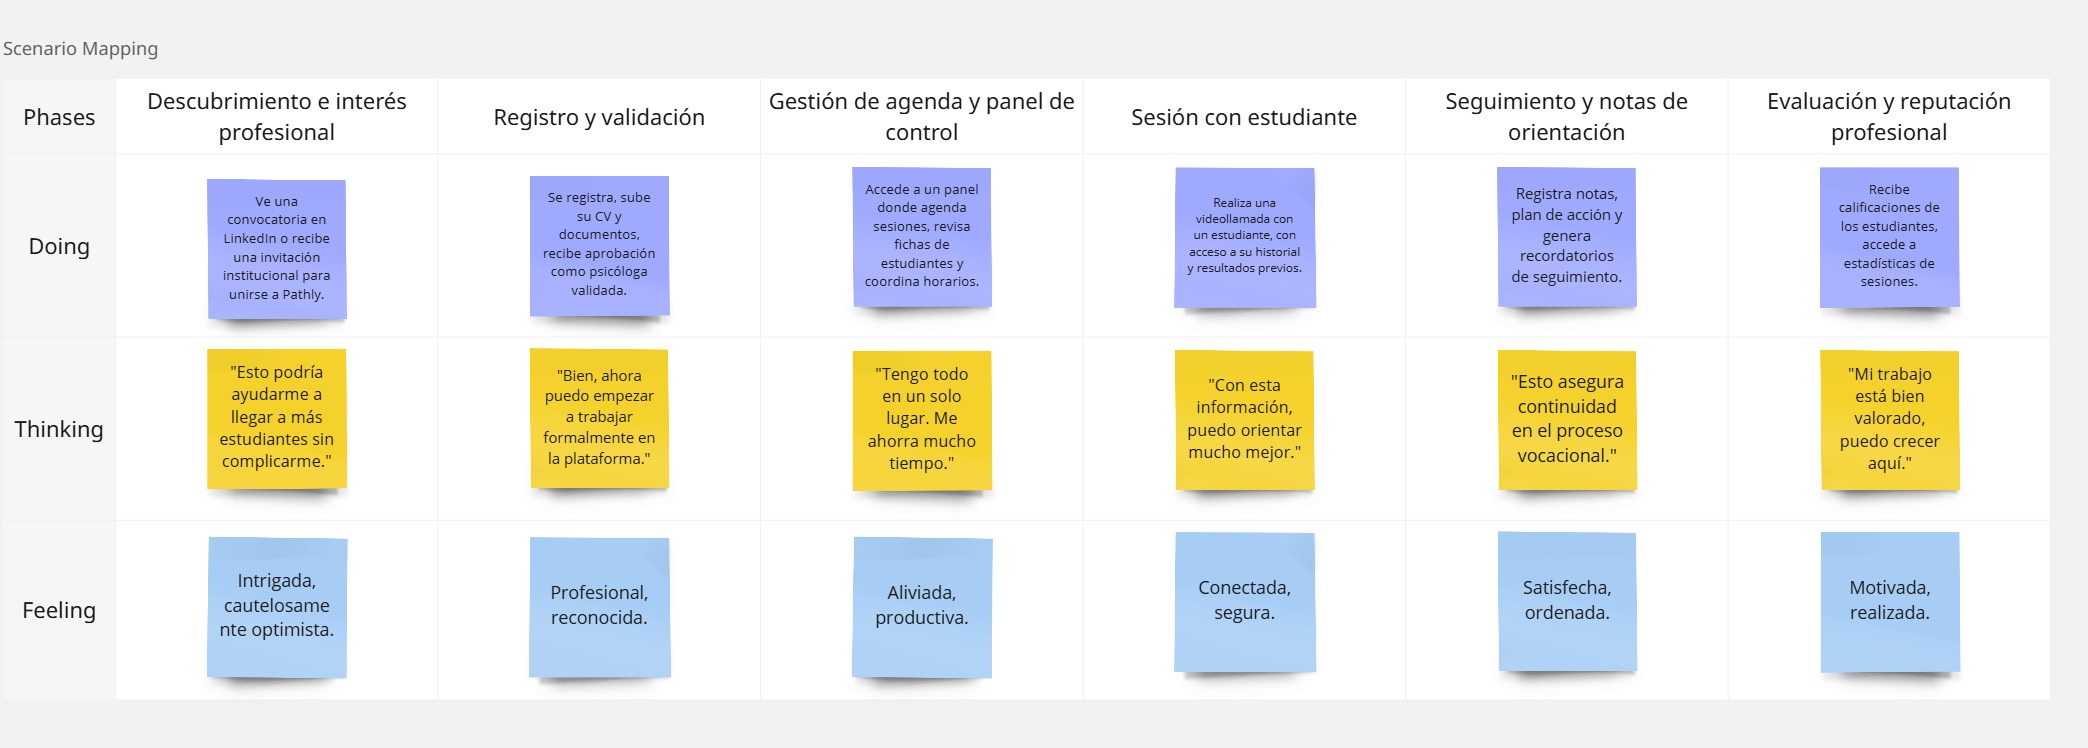 Scenario Mapping
Phases
Descubrimiento e interés
profesional
Registro y validación
Gestión de agenda y panel de
control
Sesión con estudiante
Seguimiento y notas de
orientación
Evaluación y reputación
profesional
Doing
Ve una
convocatoria en
LinkedIn o recibe
una invitación
institucional para
unirse a Pathly.
Se registra, sube
su CV y
documentos,
recibe aprobación
como psicóloga
validada.
Accede a un panel
donde agenda
sesiones, revisa
fichas de
estudiantes y
coordina horarios.
Realiza una
videollamada con
un estudiante, con
acceso a su historial
y resultados previos.
Registra notas,
plan de acción y
genera
recordatorios
de seguimiento.
Recibe
calificaciones de
los estudiantes,
accede a
estadísticas de
sesiones.
Thinking
"Esto podría
ayudarme a
llegar a más
estudiantes sin
complicarme."
"Bien, ahora
puedo empezar
a trabajar
formalmente en
la plataforma."
"Tengo todo
en un solo
lugar. Me
ahorra mucho
tiempo."
"Con esta
información,
puedo orientar
mucho mejor."
"Esto asegura
continuidad
en el proceso
vocacional."
"Mi trabajo
está bien
valorado,
puedo crecer
aquí."
Feeling
Intrigada,
cautelosame
nte optimista.
Profesional,
reconocida.
Aliviada,
productiva.
Conectada,
segura.
Satisfecha,
ordenada.
Motivada,
realizada.